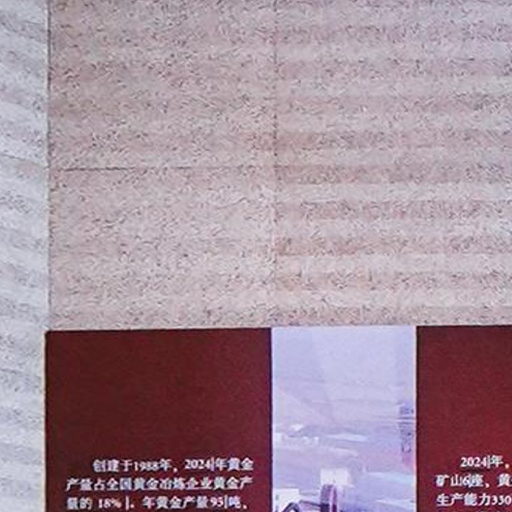 创建于1988年，2024年黄金
产量占全国黄金冶炼企业黄金产
量的 18%。年黄金产量95吨，
2024年，
矿山6座，黄
生产能力330